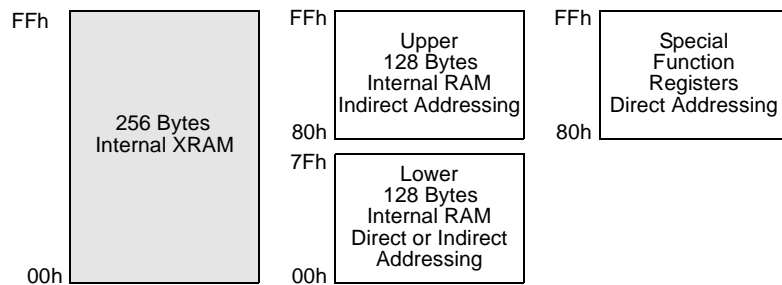 FFh
256 Bytes
Internal XRAM
00h
FFh
Upper
128 Bytes
Internal RAM
Indirect Addressing
80h
7Fh
Lower
128 Bytes
Internal RAM
Direct or Indirect
Addressing
00h
FFh
Special
Function
Registers
Direct Addressing
80h